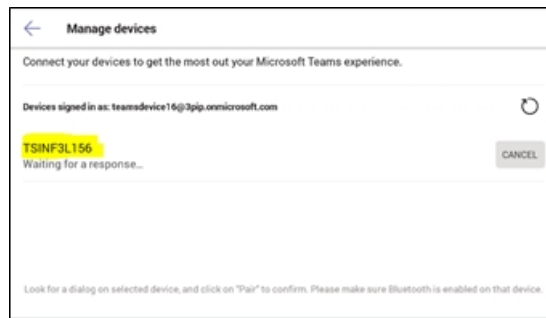 Manage devices
Connect your devices to get the most out your Microsoft Teams experience.
Devices signed in as: teamsdevice16@3pip.onmicrosoft.com
TSINF3L156
Waiting for a response...
CANCEL
Look for a dialog on selected device, and click on "Pair" to confirm. Please make sure Bluetooth is enabled on that device.